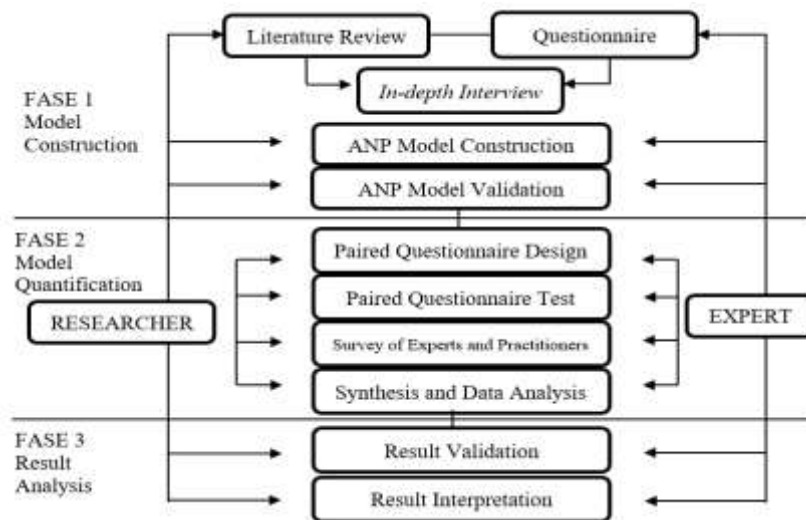 Literature Review
Questionnaire
In-depth Interview
FASE 1
Model
Construction
ANP Model Construction
ANP Model Validation
FASE 2
Model
Quantification
Paired Questionnaire Design
Paired Questionnaire Test
RESEARCHER
EXPERT
Survey of Experts and Practitioners
Synthesis and Data Analysis
FASE 3
Result
Analysis
Result Validation
Result Interpretation